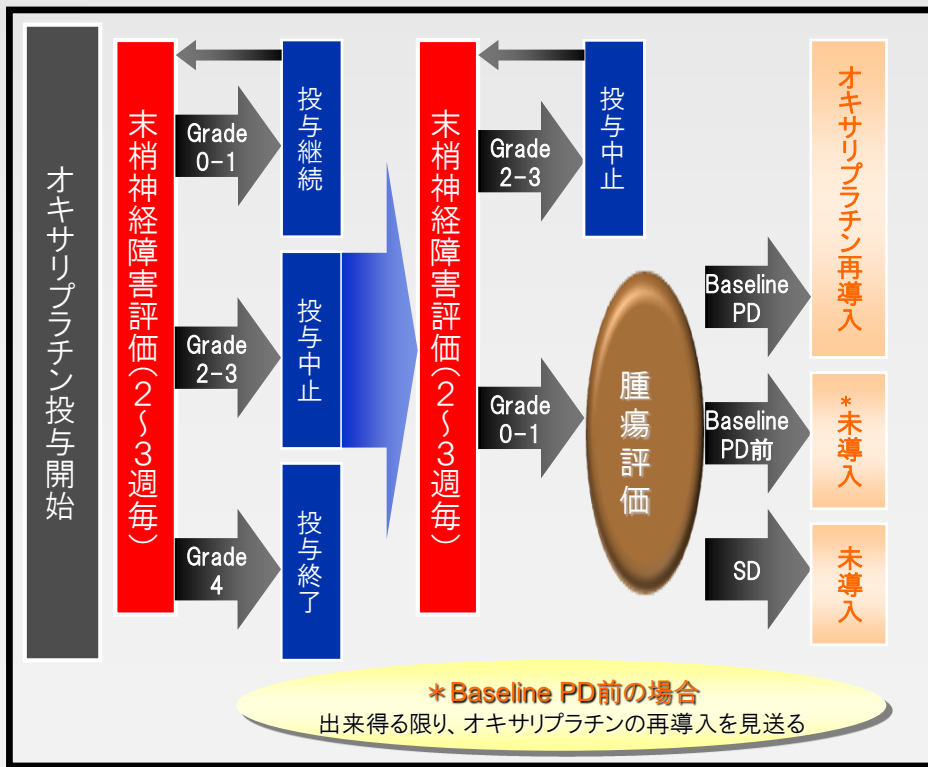 オキサリプラチン投与開始
末梢神経障害評価(2～3週毎)
Grade
0-1
投与継続
Grade
2-3
投与中止
Grade
4
投与終了
末梢神経障害評価(2～3週毎)
Grade
2-3
投与中止
Grade
0-1
腫瘍評価
Baseline
PD
オキサリプラチン再導入
Baseline
PD前
*未導入
SD
未導入
＊Baseline PD前の場合
出来得る限り、オキサリプラチンの再導入を見送る